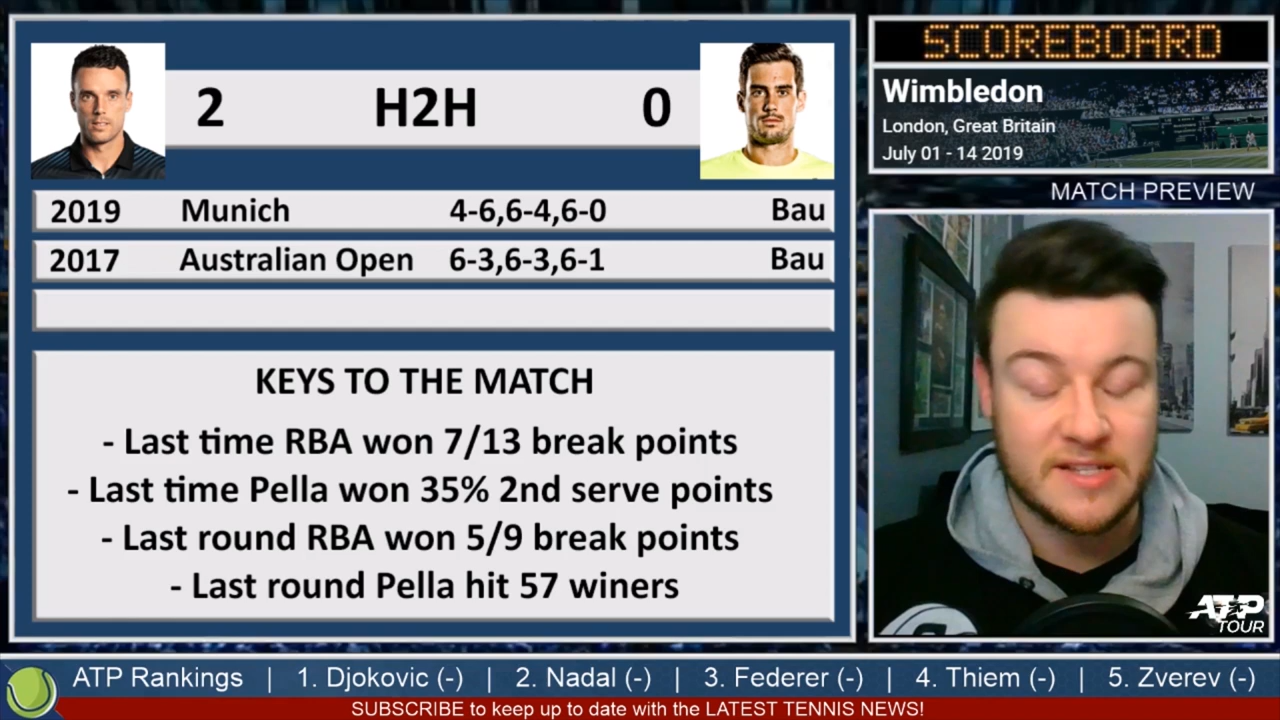 2 H2H 0
2019 Munich 4-6,6-4,6-0 Bau
2017 Australian Open 6-3,6-3,6-1 Bau
KEYS TO THE MATCH
- Last time RBA won 7/13 break points
- Last time Pella won 35% 2nd serve points
- Last round RBA won 5/9 break points
- Last round Pella hit 57 winers
SCOREBOARD
Wimbledon
London, Great Britain
July 01 - 14 2019
MATCH PREVIEW
ATP
TOUR
ATP Rankings | 1. Djokovic (-) | 2. Nadal (-) | 3. Federer (-) | 4. Thiem (-) | 5. Zverev (-)
SUBSCRIBE to keep up to date with the LATEST TENNIS NEWS!